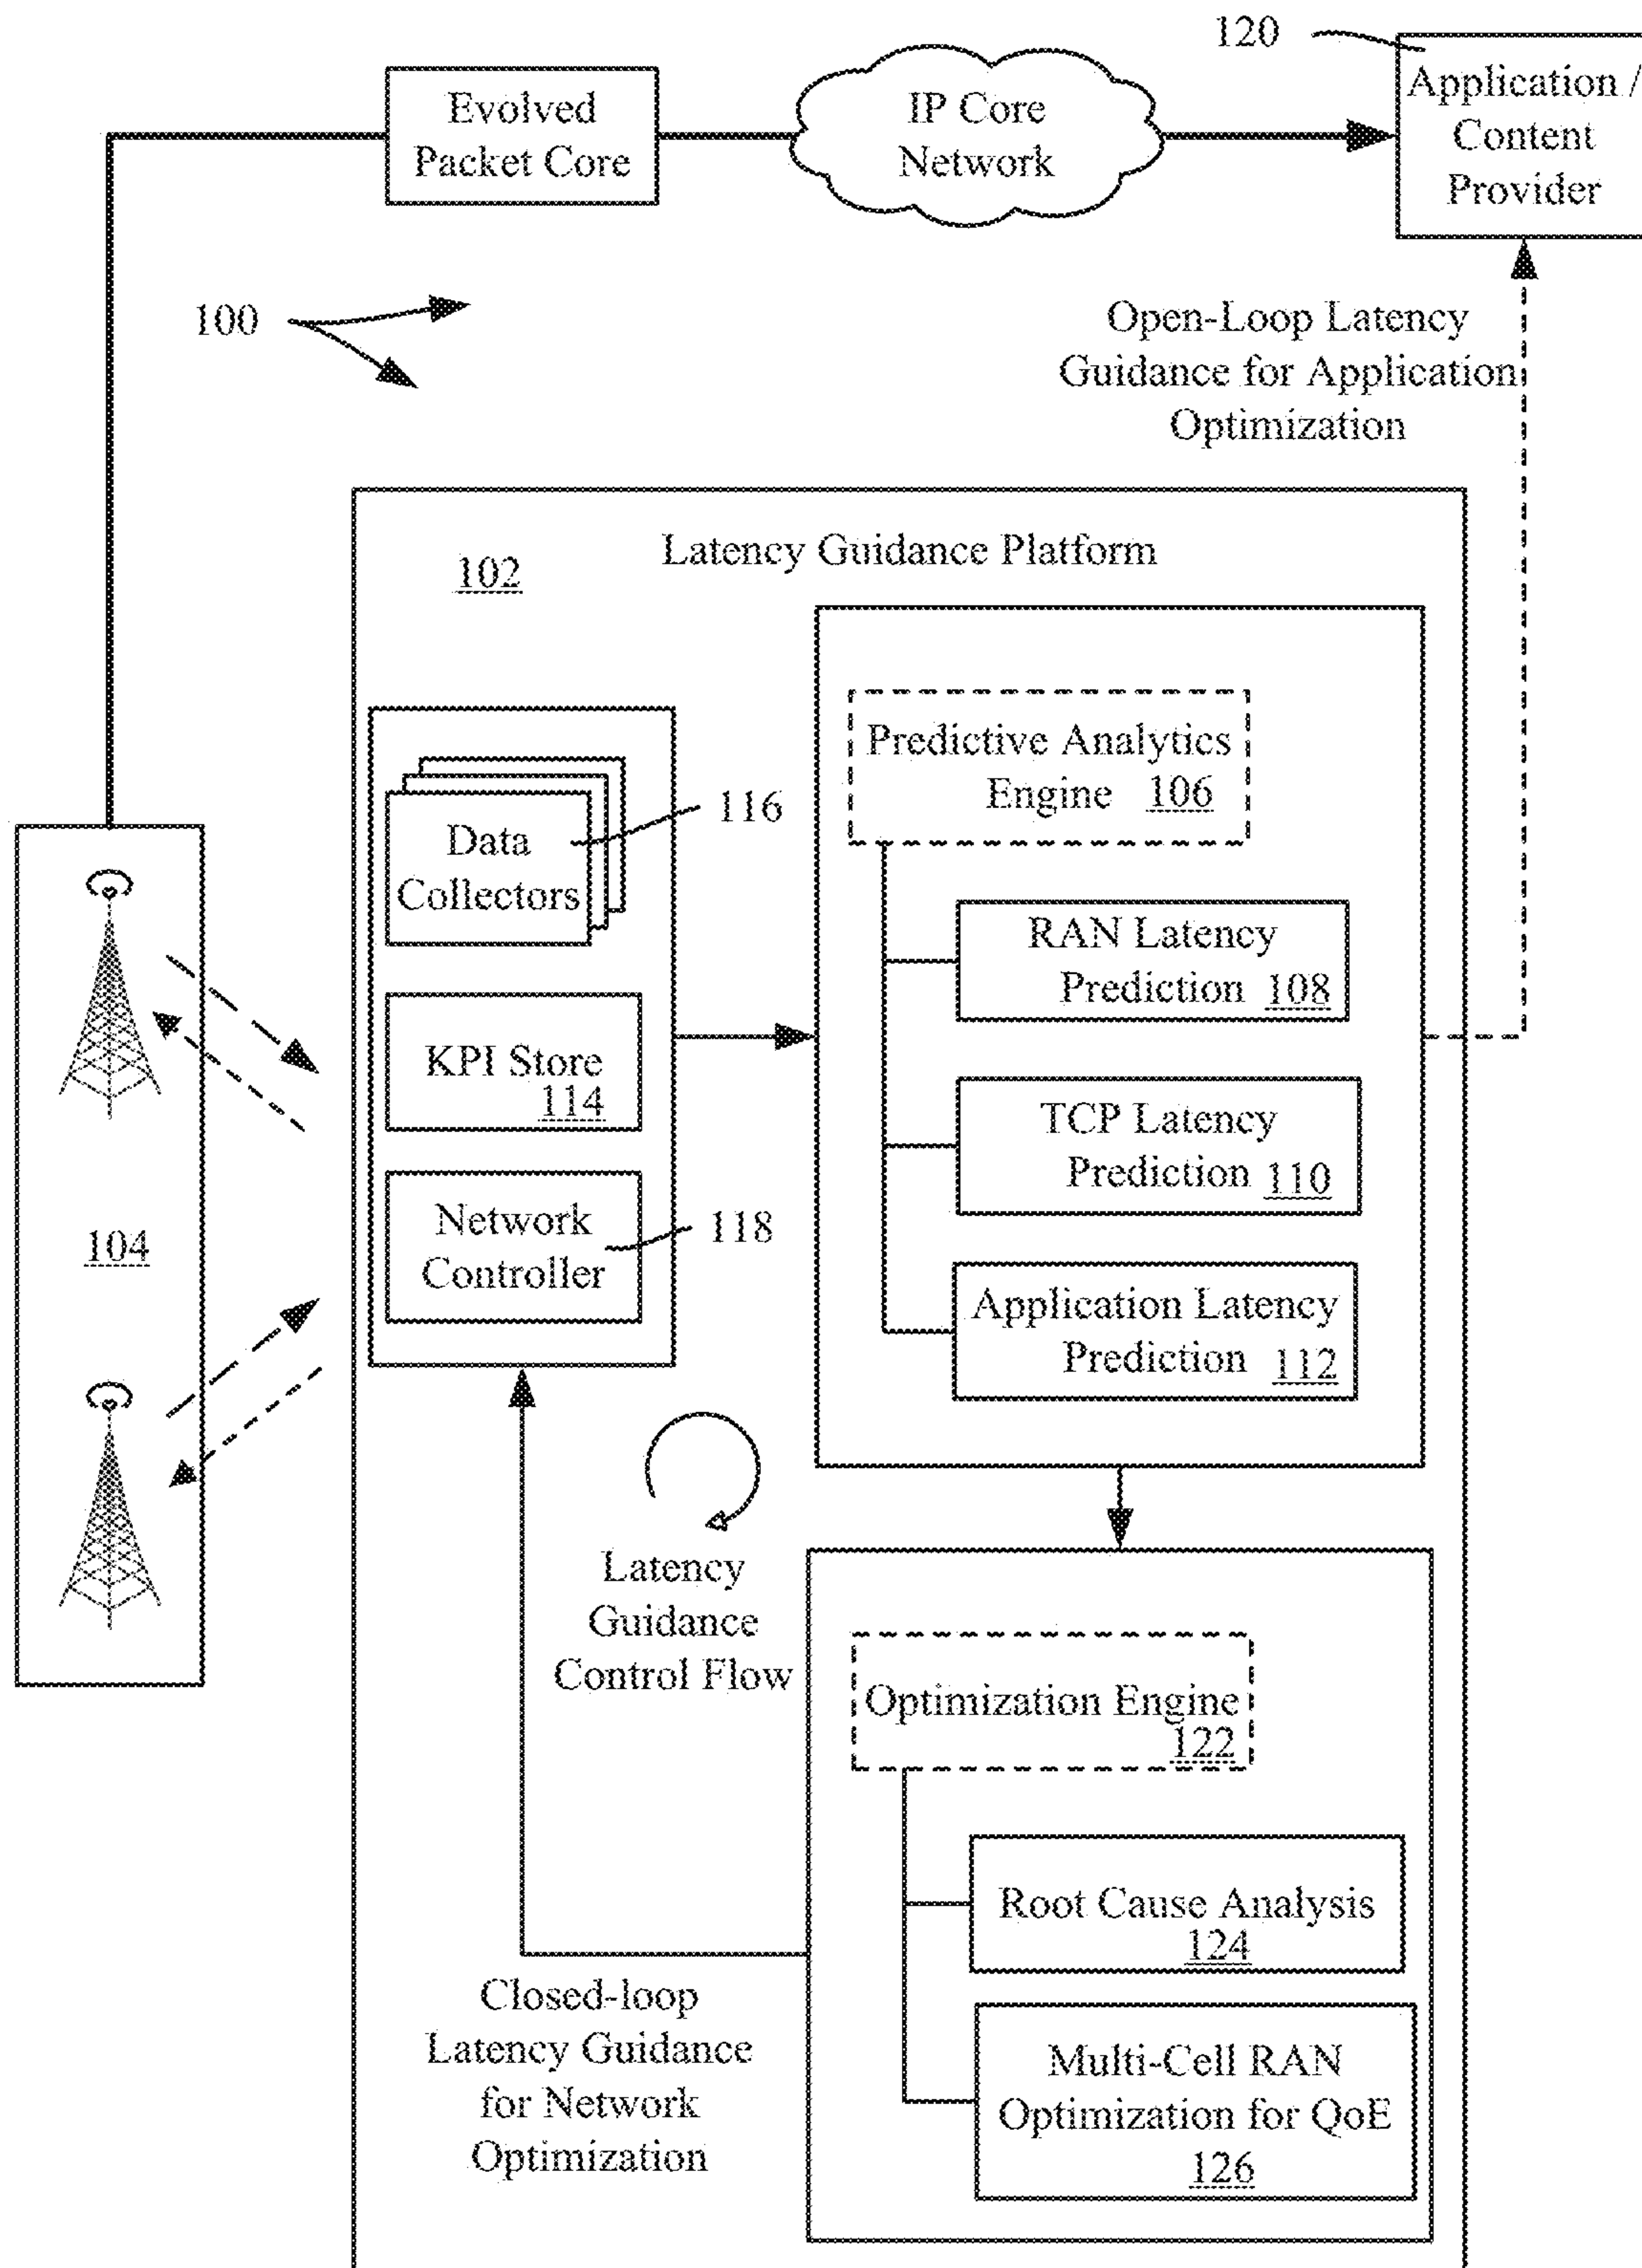 120
Evolved
Packet Core
IP Core
Network
Application /
Content
Provider
100
Open-Loop Latency
Guidance for Application
Optimization
102
Latency Guidance Platform
Predictive Analytics
Engine 106
Data
Collectors
116
RAN Latency
Prediction 108
KPI Store
114
TCP Latency
Prediction 110
Network
Controller
118
104
Application Latency
Prediction 112
Latency
Guidance
Control Flow
Optimization Engine
122
Root Cause Analysis
124
Closed-loop
Latency Guidance
for Network
Optimization
Multi-Cell RAN
Optimization for QoE
126